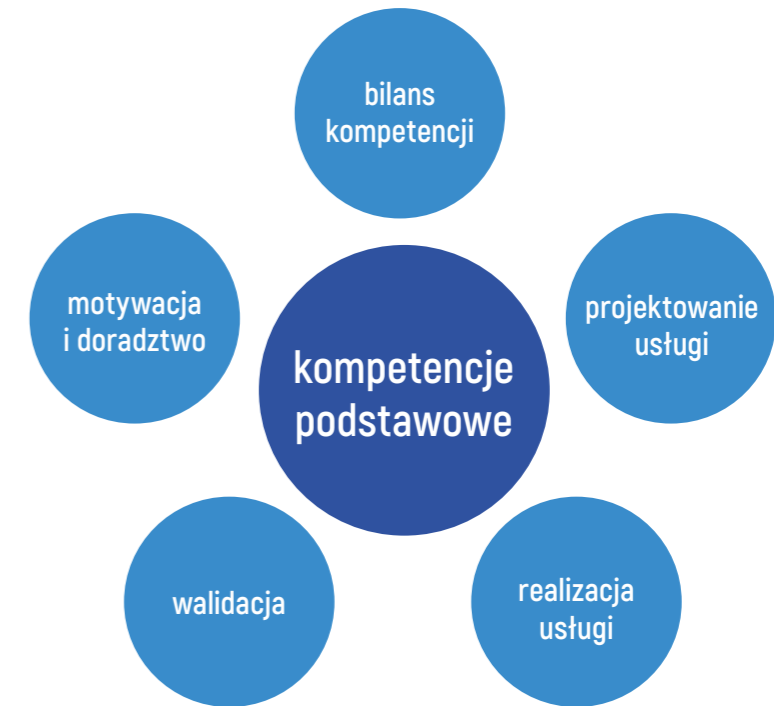 bilans
kompetencji
motywacja
i doradztwo
projektowanie
usługi
kompetencje
podstawowe
walidacja
realizacja
usługi